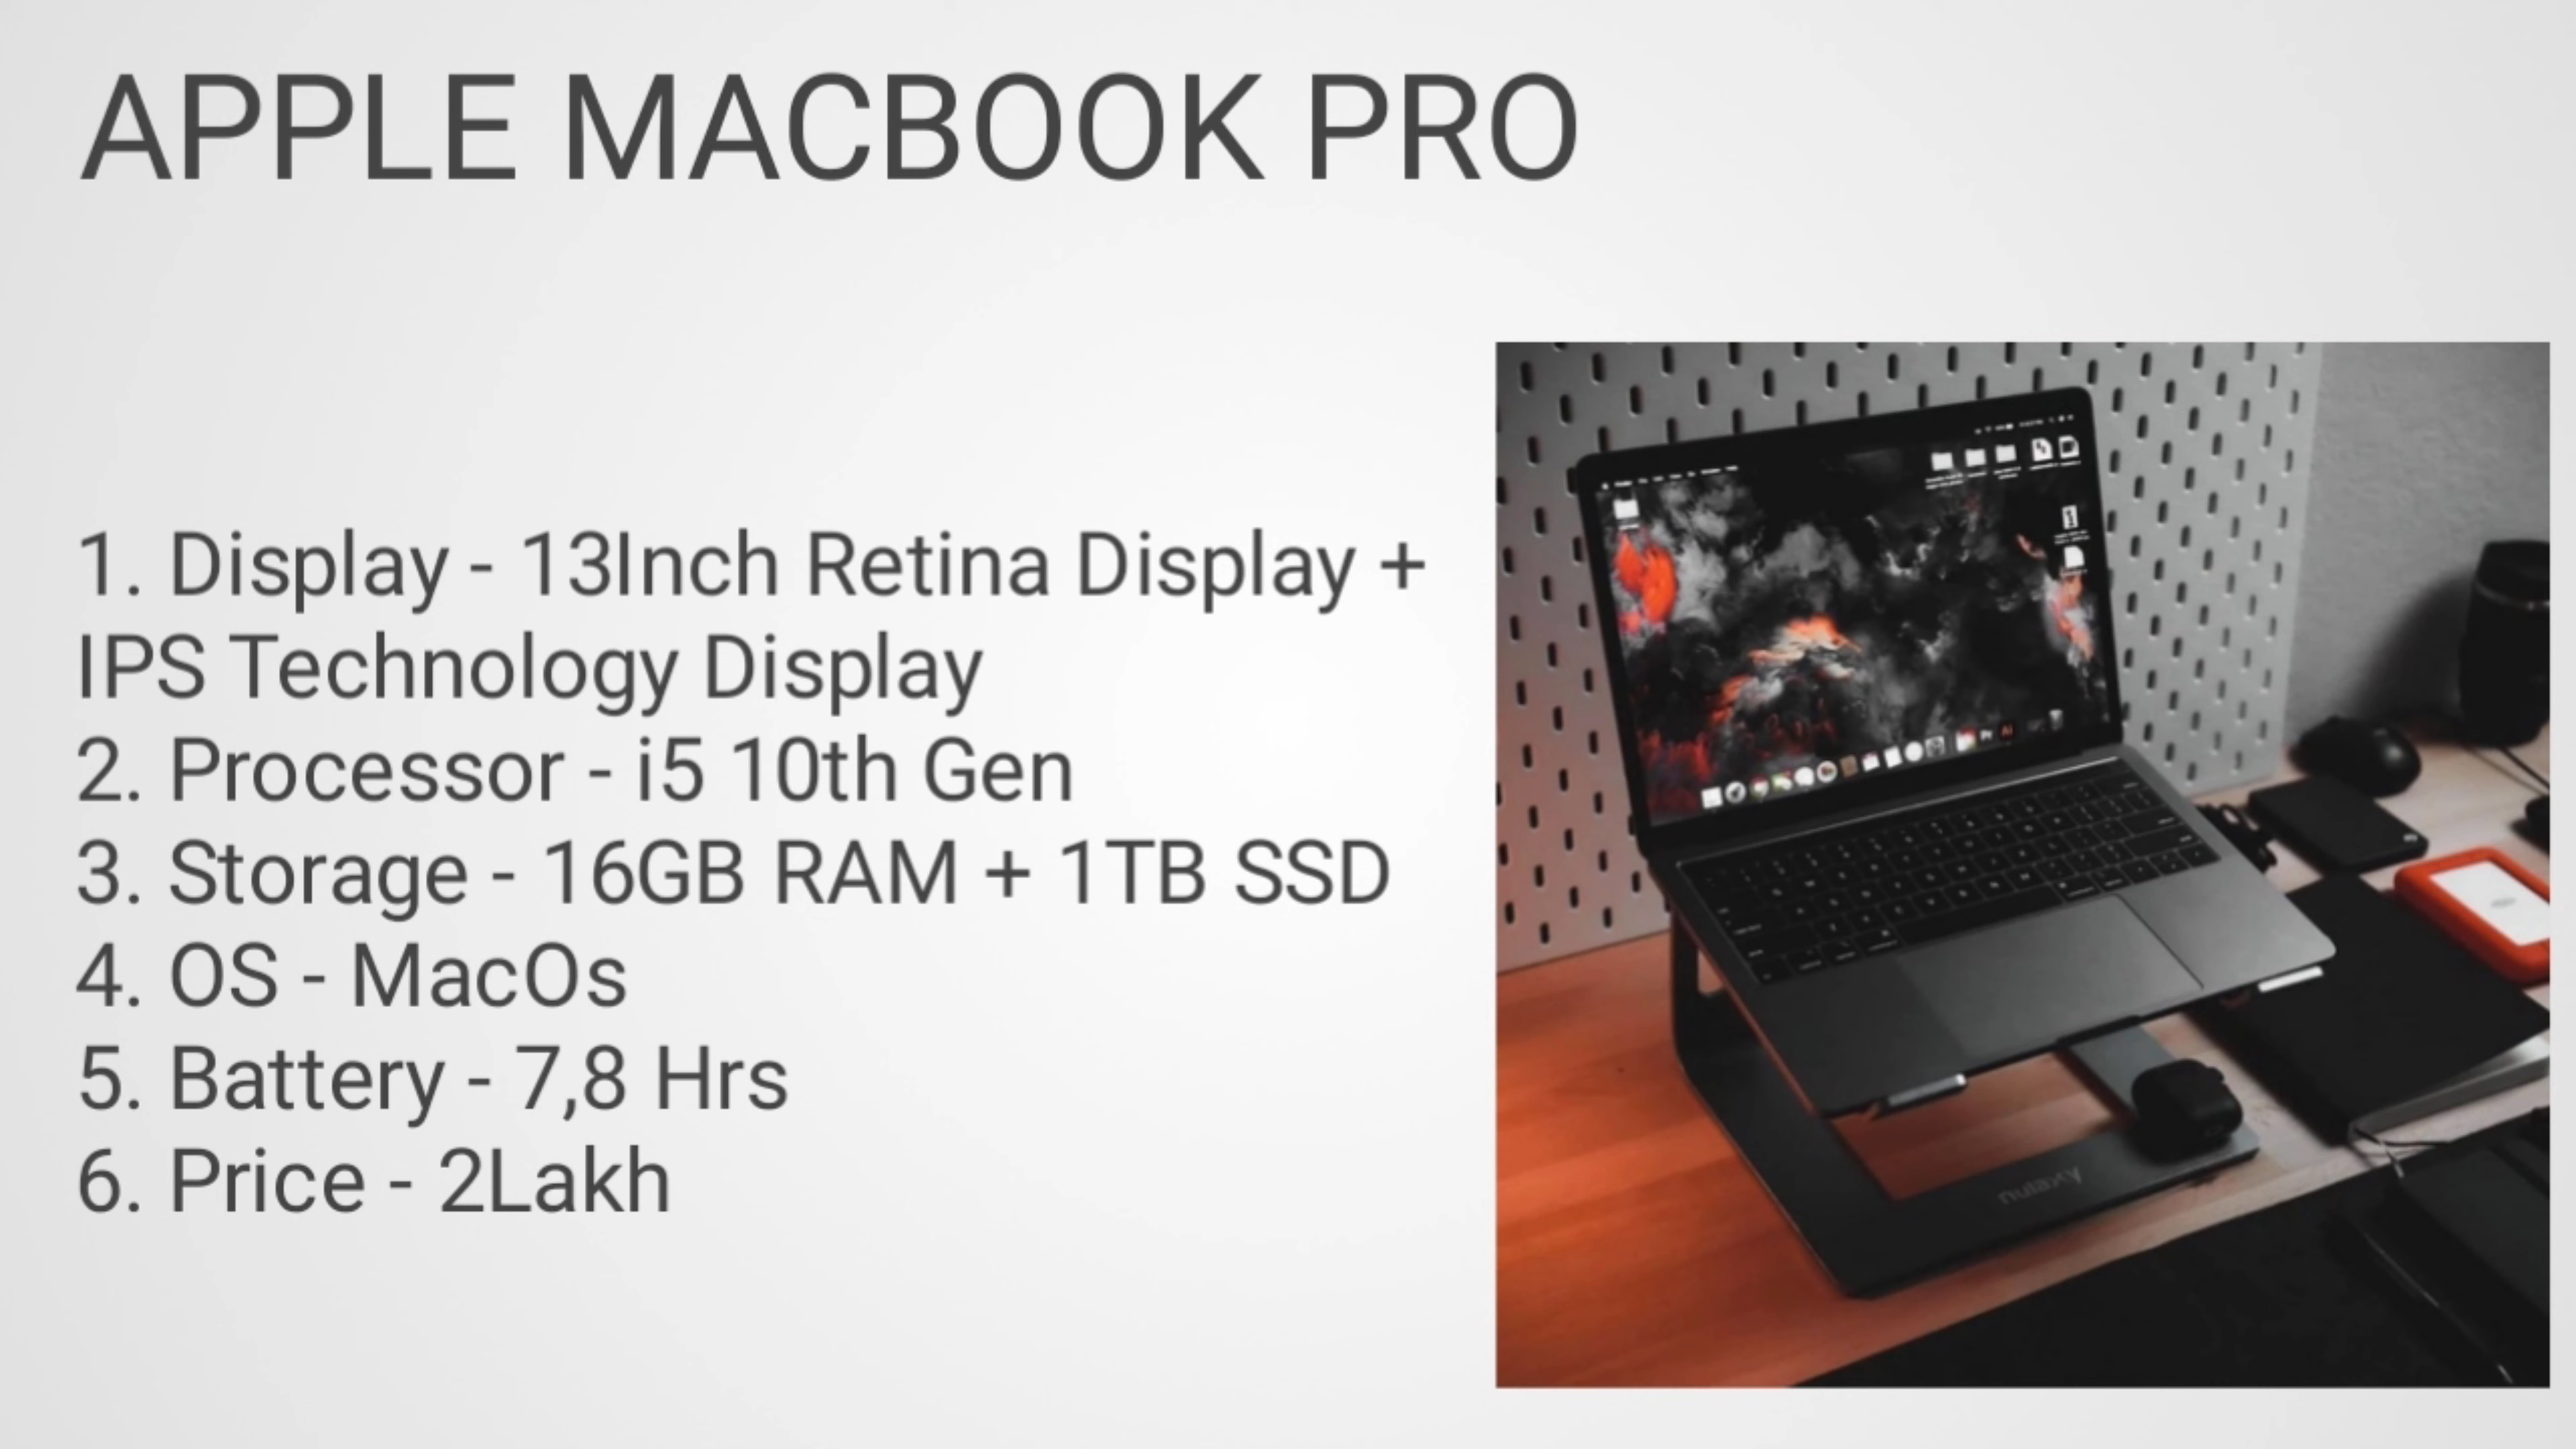 APPLE MACBOOK PRO
1. Display - 13Inch Retina Display +
IPS Technology Display
2. Processor - i5 10th Gen
3. Storage - 16GB RAM + 1TB SSD
4. OS - MacOs
5. Battery - 7,8 Hrs
6. Price - 2Lakh
nulaxy